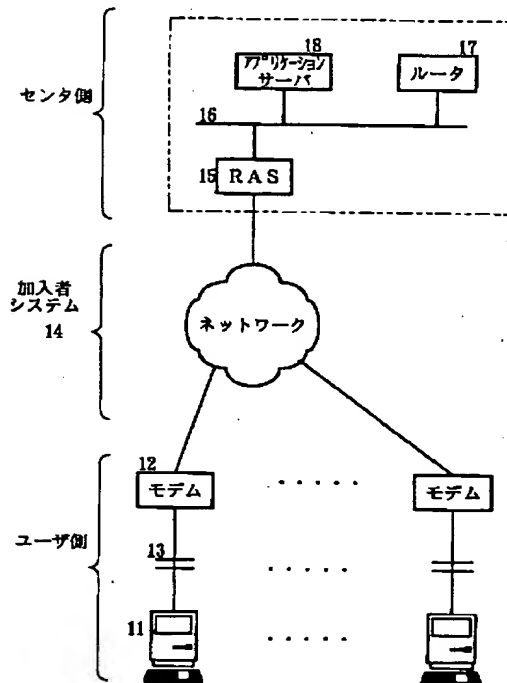 センタ側
18
アプリケーション
サーバ
17
ルータ
16
15
RAS
加入者
システム
14
ネットワーク
ユーザ側
12
モデム
モデム
13
11